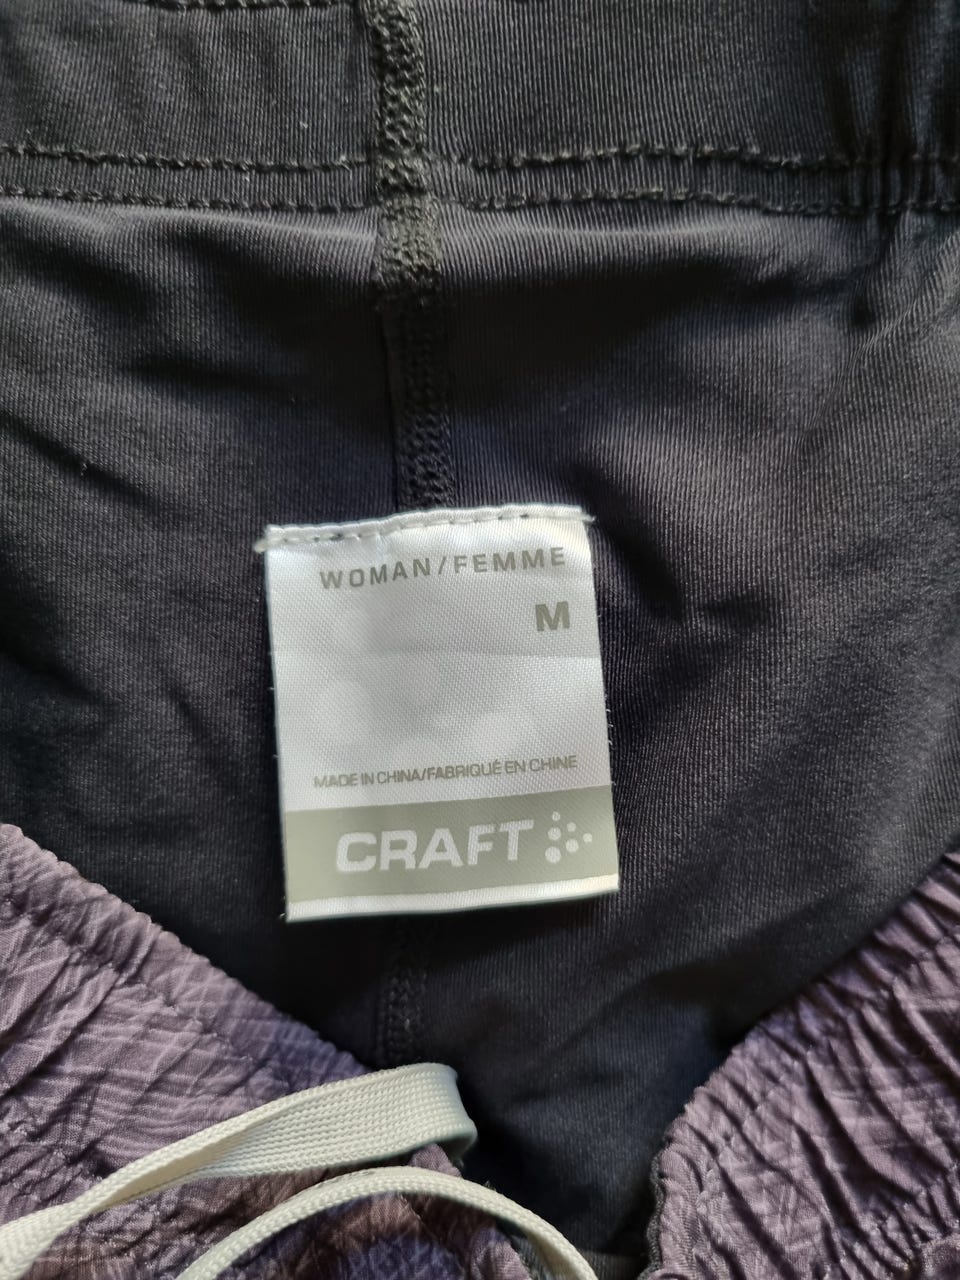 WOMAN/FEMME
M
MADE IN CHINA/FABRIQUÉ EN CHINE
CRAFT